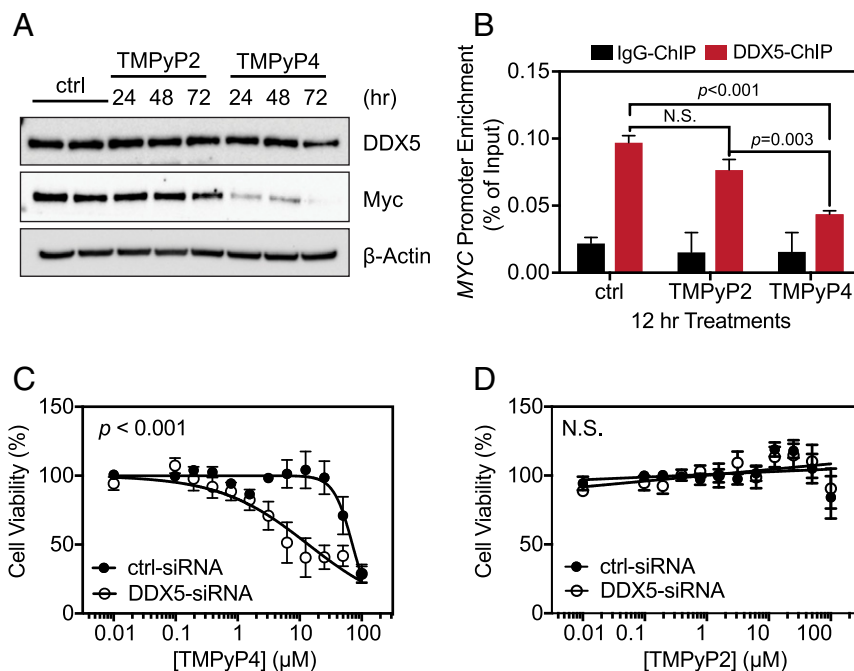 A
TMPyP2 TMPyP4
ctrl 24 48 72 24 48 72 (hr)
DDX5
Myc
β-Actin
B
IgG-ChIP DDX5-ChIP
MYC Promoter Enrichment
(% of Input)
0.15
0.10
0.05
0.00
p<0.001
N.S.
p=0.003
ctrl TMPyP2 TMPyP4
12 hr Treatments
C
Cell Viability (%)
150
100
50
0
p < 0.001
ctrl-siRNA
DDX5-siRNA
0.01 0.1 1 10 100
[TMPyP4] (μM)
D
Cell Viability (%)
150
100
50
0
N.S.
ctrl-siRNA
DDX5-siRNA
0.01 0.1 1 10 100
[TMPyP2] (μM)